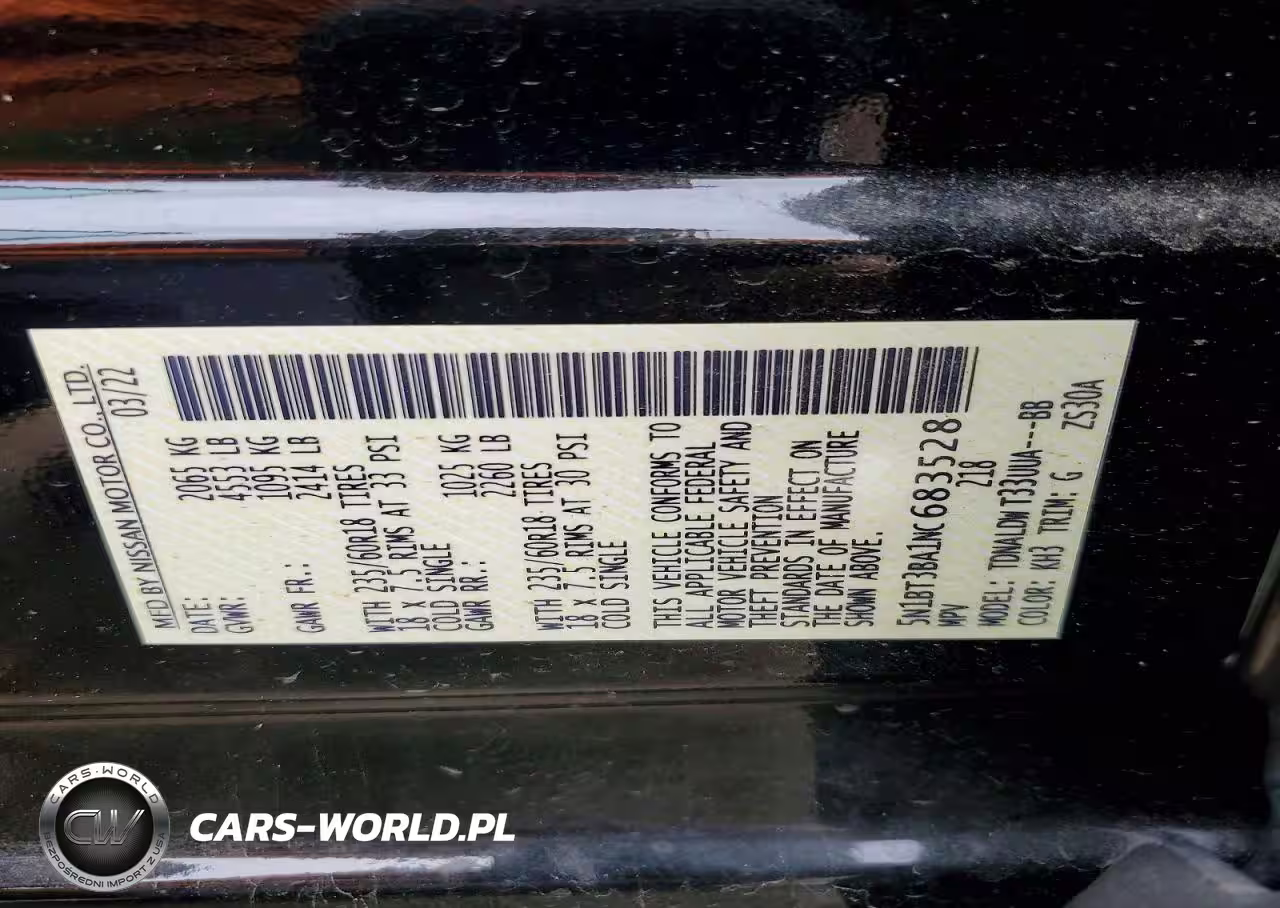 MFD BY NISSAN MOTOR CO., LTD.
DATE: 03/22
GVWR: 2065 KG
4553 LB
GAWR FR.: 1095 KG
2414 LB
WITH 235/60R18 TIRES
18 X 7.5 RIMS AT 33 PSI
COLD SINGLE
GAWR RR.: 1025 KG
2260 LB
WITH 235/60R18 TIRES
18 X 7.5 RIMS AT 30 PSI
COLD SINGLE
THIS VEHICLE CONFORMS TO
ALL APPLICABLE FEDERAL
MOTOR VEHICLE SAFETY AND
THEFT PREVENTION
STANDARDS IN EFFECT ON
THE DATE OF MANUFACTURE
SHOWN ABOVE.
5N1BT3BA1NC683528
MPV 218
MODEL: TDNALDWT33UUA---BB
COLOR: KH3 TRIM: G ZS30A
CARS-WORLD
CW
BEZPOŚREDNI IMPORT Z USA
CARS-WORLD.PL